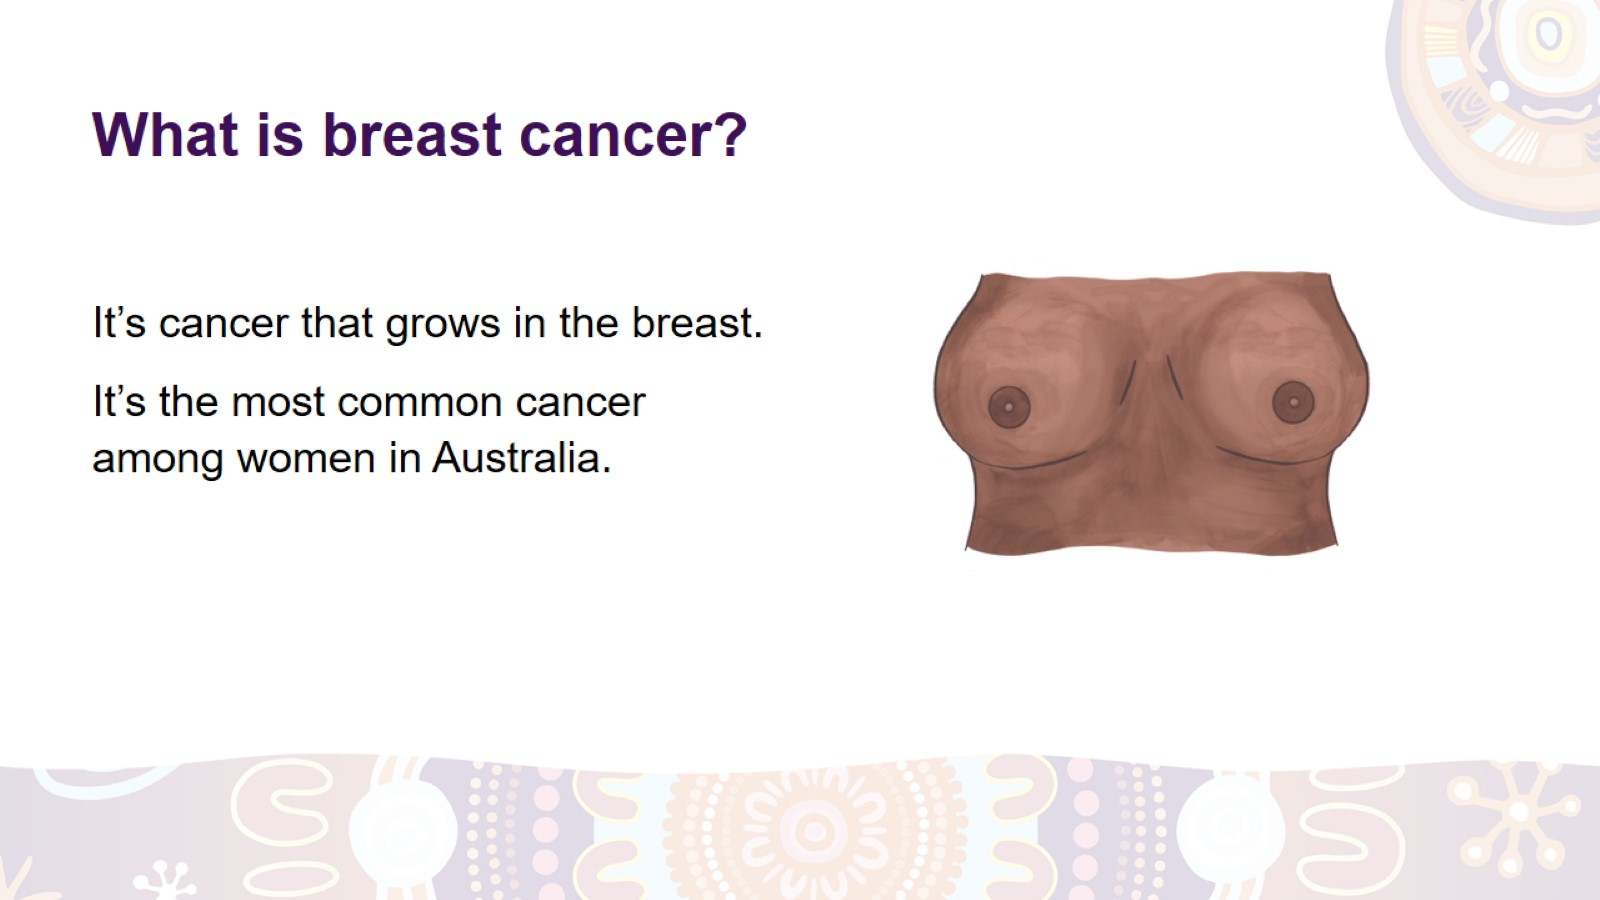 What is breast cancer?
It’s cancer that grows in the breast.
It’s the most common cancer
among women in Australia.